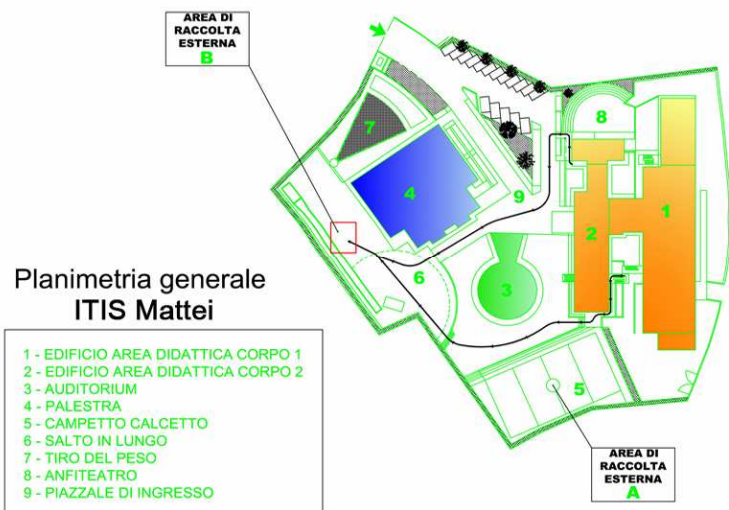 AREA DI
RACCOLTA
ESTERNA
B
8
7
4
1
9
2
6
3
Planimetria generale
ITIS Mattei
1 - EDIFICIO AREA DIDATTICA CORPO 1
2 - EDIFICIO AREA DIDATTICA CORPO 2
3 - AUDITORIUM
4 - PALESTRA
5 - CAMPETTO CALCETTO
6 - SALTO IN LUNGO
7 - TIRO DEL PESO
8 - ANFITEATRO
9 - PIAZZALE DI INGRESSO
5
AREA DI
RACCOLTA
ESTERNA
A